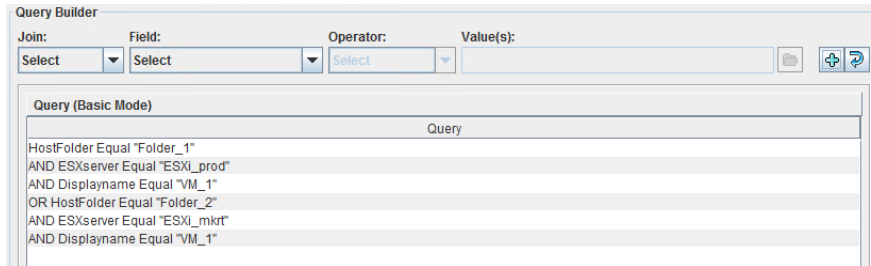 Query Builder
Join: Field: Operator: Value(s):
Select Select Select
Query (Basic Mode)
Query
HostFolder Equal "Folder_1"
AND ESXserver Equal "ESXi_prod"
AND Displayname Equal "VM_1"
OR HostFolder Equal "Folder_2"
AND ESXserver Equal "ESXi_mkrt"
AND Displayname Equal "VM_1"